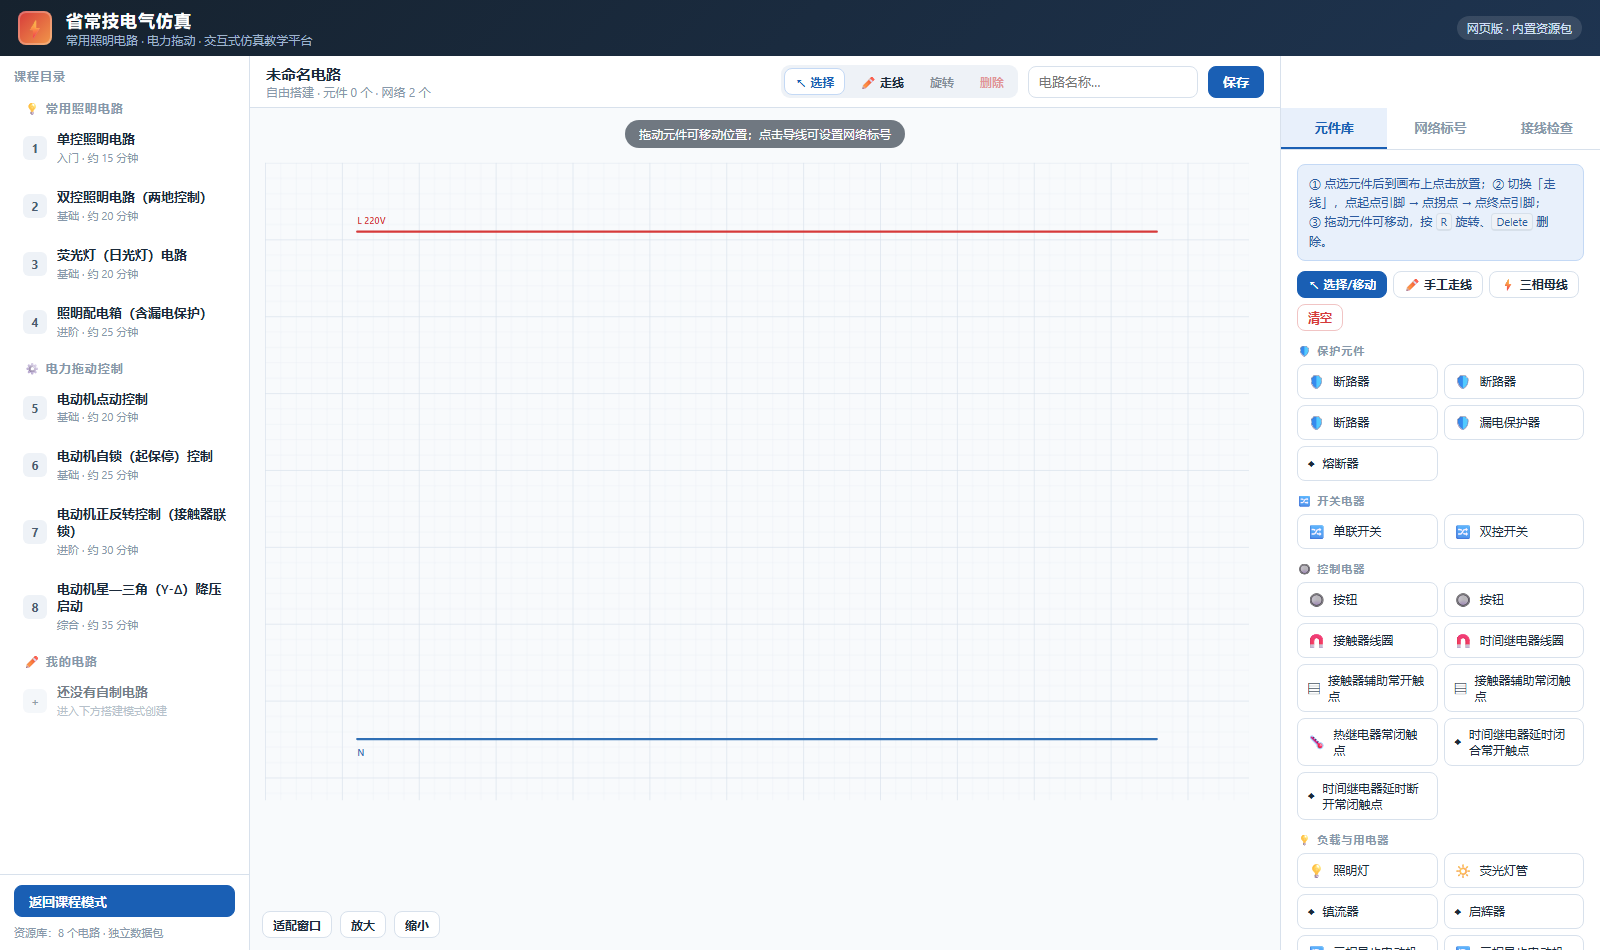 省常技电气仿真
常用照明电路 · 电力拖动 · 交互式仿真教学平台
网页版 · 内置资源包
课程目录
常用照明电路
1
单控照明电路
入门 · 约 15 分钟
2
双控照明电路（两地控制）
基础 · 约 20 分钟
3
荧光灯（日光灯）电路
基础 · 约 20 分钟
4
照明配电箱（含漏电保护）
进阶 · 约 25 分钟
电力拖动控制
5
电动机点动控制
基础 · 约 20 分钟
6
电动机自锁（起保停）控制
基础 · 约 25 分钟
7
电动机正反转控制（接触器联
锁）
进阶 · 约 30 分钟
8
电动机星—三角（Y-Δ）降压
启动
综合 · 约 35 分钟
我的电路
+
还没有自制电路
进入下方搭建模式创建
返回课程模式
资源库：8 个电路 · 独立数据包
未命名电路
自由搭建 · 元件 0 个 · 网络 2 个
↖ 选择
走线
旋转
删除
电路名称...
保存
拖动元件可移动位置；点击导线可设置网络标号
L 220V
N
适配窗口
放大
缩小
元件库
网络标号
接线检查
① 点选元件后到画布上点击放置；② 切换「走
线」，点起点引脚 → 点拐点 → 点终点引脚；
③ 拖动元件可移动，按 R 旋转、Delete 删
除。
↖ 选择/移动
手工走线
三相母线
清空
保护元件
断路器
断路器
断路器
漏电保护器
熔断器
开关电器
单联开关
双控开关
控制电器
按钮
按钮
接触器线圈
时间继电器线圈
接触器辅助常开触
点
接触器辅助常闭触
点
热继电器常闭触
点
时间继电器延时闭
合常开触点
时间继电器延时断
开常闭触点
负载与用电器
照明灯
荧光灯管
镇流器
启辉器